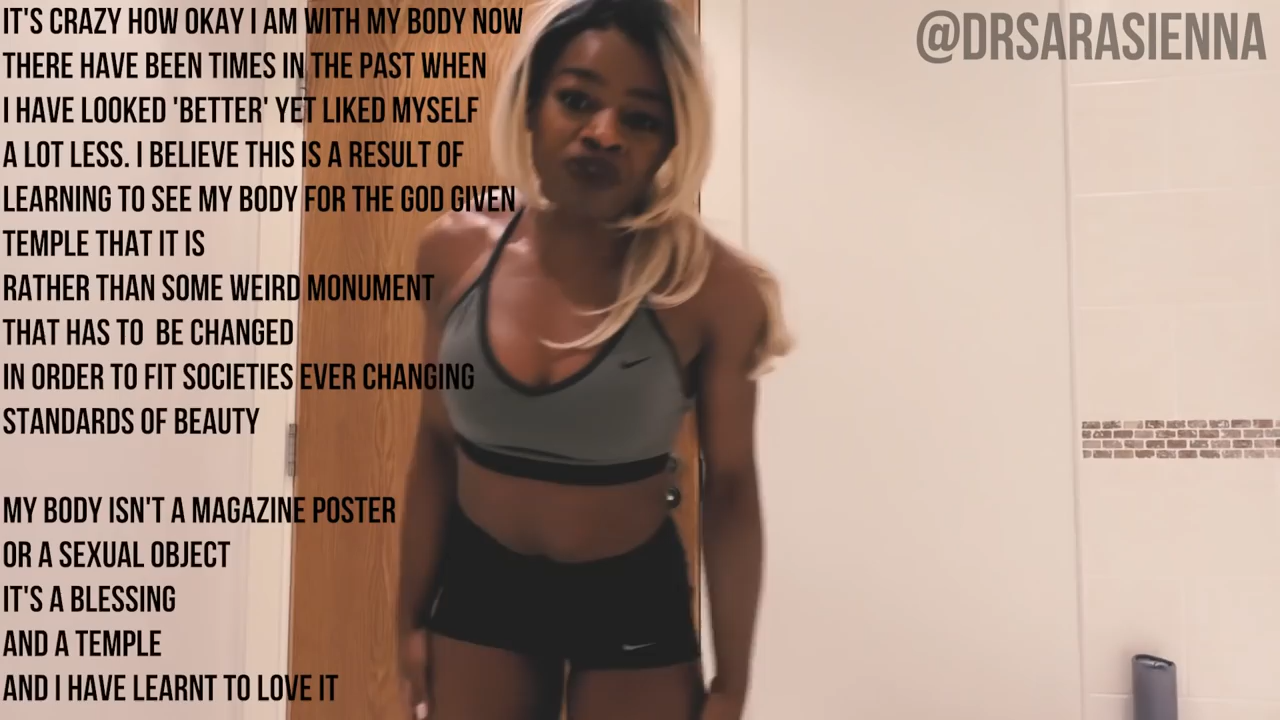 IT'S CRAZY HOW OKAY I AM WITH MY BODY NOW
THERE HAVE BEEN TIMES IN THE PAST WHEN
I HAVE LOOKED 'BETTER' YET LIKED MYSELF
A LOT LESS. I BELIEVE THIS IS A RESULT OF
LEARNING TO SEE MY BODY FOR THE GOD GIVEN
TEMPLE THAT IT IS
RATHER THAN SOME WEIRD MONUMENT
THAT HAS TO BE CHANGED
IN ORDER TO FIT SOCIETIES EVER CHANGING
STANDARDS OF BEAUTY
MY BODY ISN'T A MAGAZINE POSTER
OR A SEXUAL OBJECT
IT'S A BLESSING
AND A TEMPLE
AND I HAVE LEARNT TO LOVE IT
@DRSARASIENNA